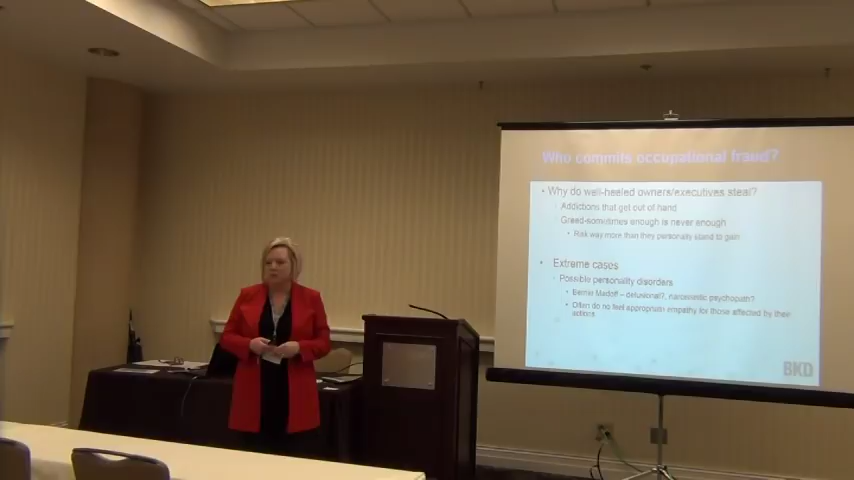 Who commits occupational fraud?
• Why do well-heeled owners/executives steal?
Addictions that get out of hand
Greed-sometimes enough is never enough
• Risk way more than they personally stand to gain
• Extreme cases
Possible personality disorders
• Bernie Madoff – delusional?, narcissistic psychopath?
• Often do no feel appropriate empathy for those affected by their
actions
BKD